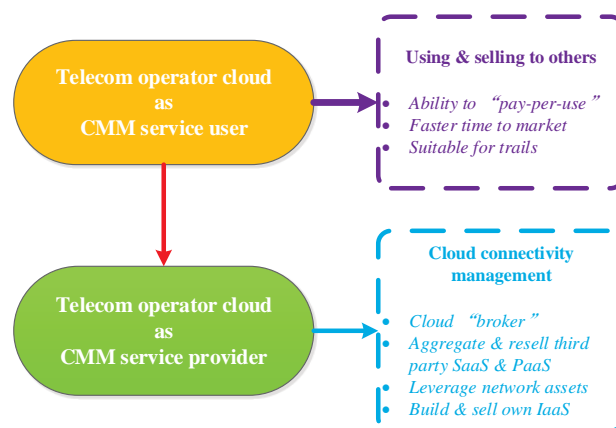 Telecom operator cloud
as
CMM service user
Using & selling to others
• Ability to “pay-per-use”
• Faster time to market
• Suitable for trails
Telecom operator cloud
as
CMM service provider
Cloud connectivity
management
• Cloud “broker”
• Aggregate & resell third
party SaaS & PaaS
• Leverage network assets
• Build & sell own IaaS